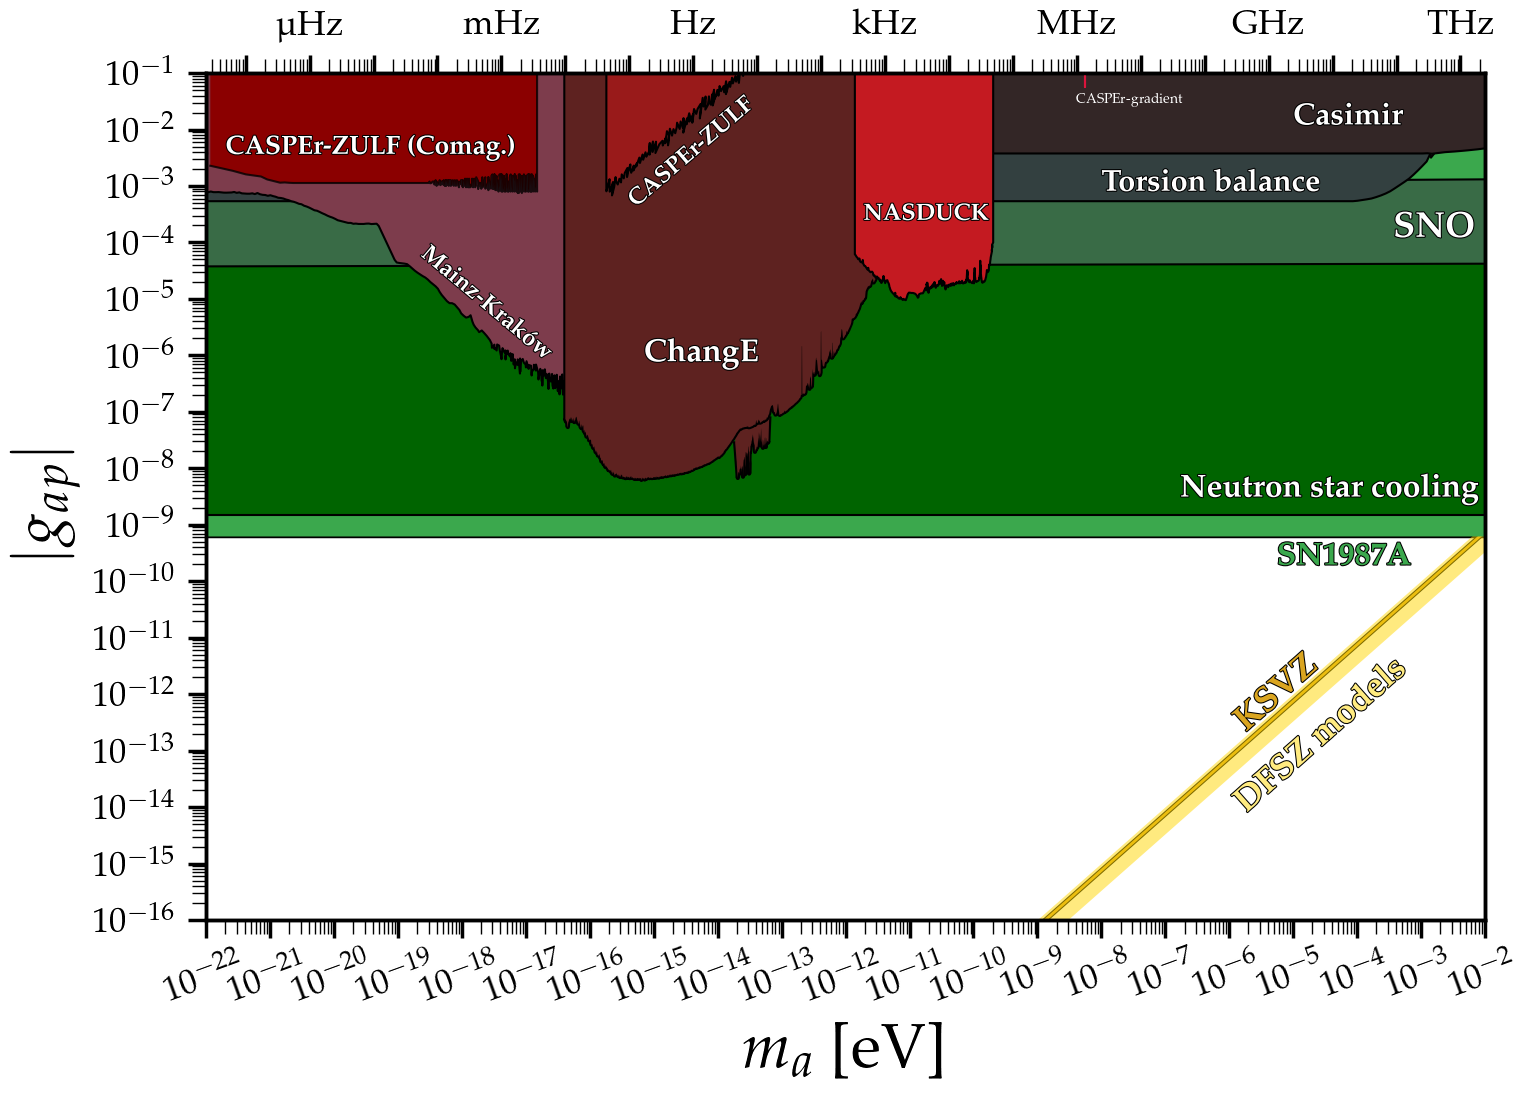 μHz mHz Hz kHz MHz GHz THz
10⁻¹
10⁻²
10⁻³
10⁻⁴
10⁻⁵
10⁻⁶
10⁻⁷
10⁻⁸
10⁻⁹
10⁻¹⁰
10⁻¹¹
10⁻¹²
10⁻¹³
10⁻¹⁴
10⁻¹⁵
10⁻¹⁶
|g_ap|
CASPEr-gradient
Casimir
CASPEr-ZULF (Comag.)
CASPEr-ZULF
Torsion balance
NASDUCK
SNO
Mainz-Kraków
ChangE
Neutron star cooling
SN1987A
KSVZ
DFSZ models
10⁻²² 10⁻²¹ 10⁻²⁰ 10⁻¹⁹ 10⁻¹⁸ 10⁻¹⁷ 10⁻¹⁶ 10⁻¹⁵ 10⁻¹⁴ 10⁻¹³ 10⁻¹² 10⁻¹¹ 10⁻¹⁰ 10⁻⁹ 10⁻⁸ 10⁻⁷ 10⁻⁶ 10⁻⁵ 10⁻⁴ 10⁻³ 10⁻²
m_a [eV]